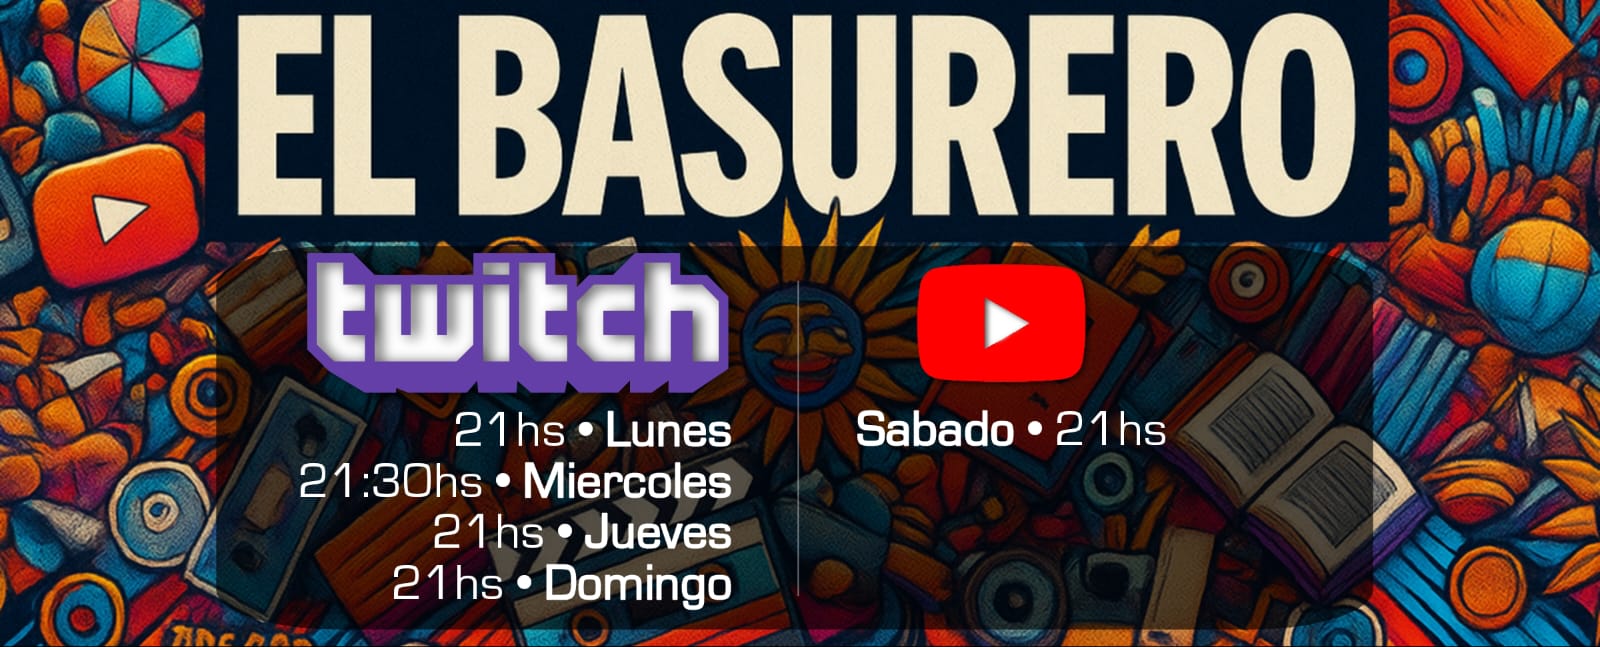 EL BASURERO
twitch
21hs • Lunes
21:30hs • Miercoles
21hs • Jueves
21hs • Domingo
Sabado • 21hs